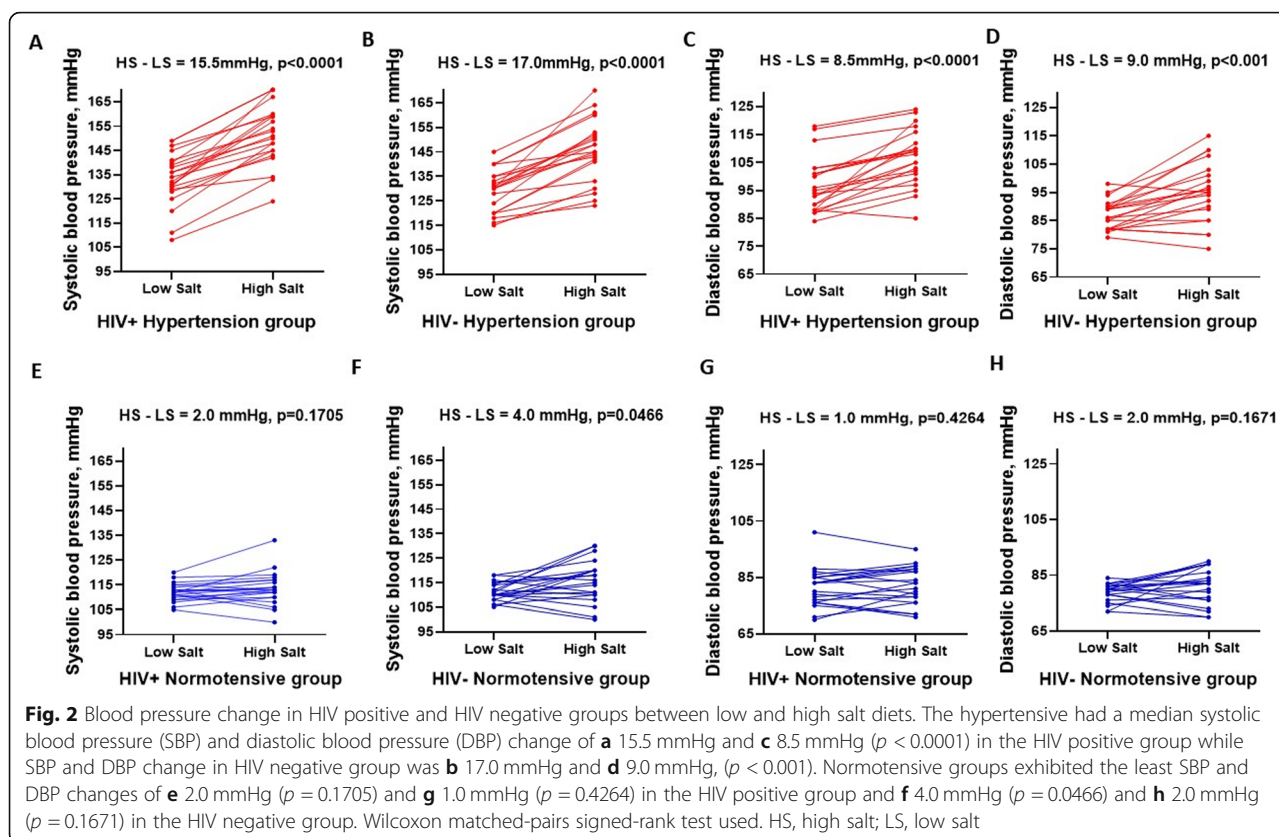 A
HS - LS = 15.5mmHg, p<0.0001
Systolic blood pressure, mmHg
165
155
145
135
125
115
105
95
Low Salt High Salt
HIV+ Hypertension group
B
HS - LS = 17.0mmHg, p<0.0001
Systolic blood pressure, mmHg
165
155
145
135
125
115
105
95
Low Salt High Salt
HIV- Hypertension group
C
HS - LS = 8.5mmHg, p<0.0001
Diastolic blood pressure, mmHg
125
115
105
95
85
75
65
Low Salt High Salt
HIV+ Hypertension group
D
HS - LS = 9.0 mmHg, p<0.001
Diastolic blood pressure, mmHg
125
115
105
95
85
75
65
Low Salt High Salt
HIV- Hypertension group
E
HS - LS = 2.0 mmHg, p=0.1705
Systolic blood pressure, mmHg
165
155
145
135
125
115
105
95
Low Salt High Salt
HIV+ Normotensive group
F
HS - LS = 4.0 mmHg, p=0.0466
Systolic blood pressure, mmHg
165
155
145
135
125
115
105
95
Low Salt High Salt
HIV- Normotensive group
G
HS - LS = 1.0 mmHg, p=0.4264
Diastolic blood pressure, mmHg
125
105
85
65
Low Salt High Salt
HIV+ Normotensive group
H
HS - LS = 2.0 mmHg, p=0.1671
Diastolic blood pressure, mmHg
125
105
85
65
Low Salt High Salt
HIV- Normotensive group
Fig. 2 Blood pressure change in HIV positive and HIV negative groups between low and high salt diets. The hypertensive had a median systolic
blood pressure (SBP) and diastolic blood pressure (DBP) change of a 15.5 mmHg and c 8.5 mmHg (p < 0.0001) in the HIV positive group while
SBP and DBP change in HIV negative group was b 17.0 mmHg and d 9.0 mmHg, (p < 0.001). Normotensive groups exhibited the least SBP and
DBP changes of e 2.0 mmHg (p = 0.1705) and g 1.0 mmHg (p = 0.4264) in the HIV positive group and f 4.0 mmHg (p = 0.0466) and h 2.0 mmHg
(p = 0.1671) in the HIV negative group. Wilcoxon matched-pairs signed-rank test used. HS, high salt; LS, low salt